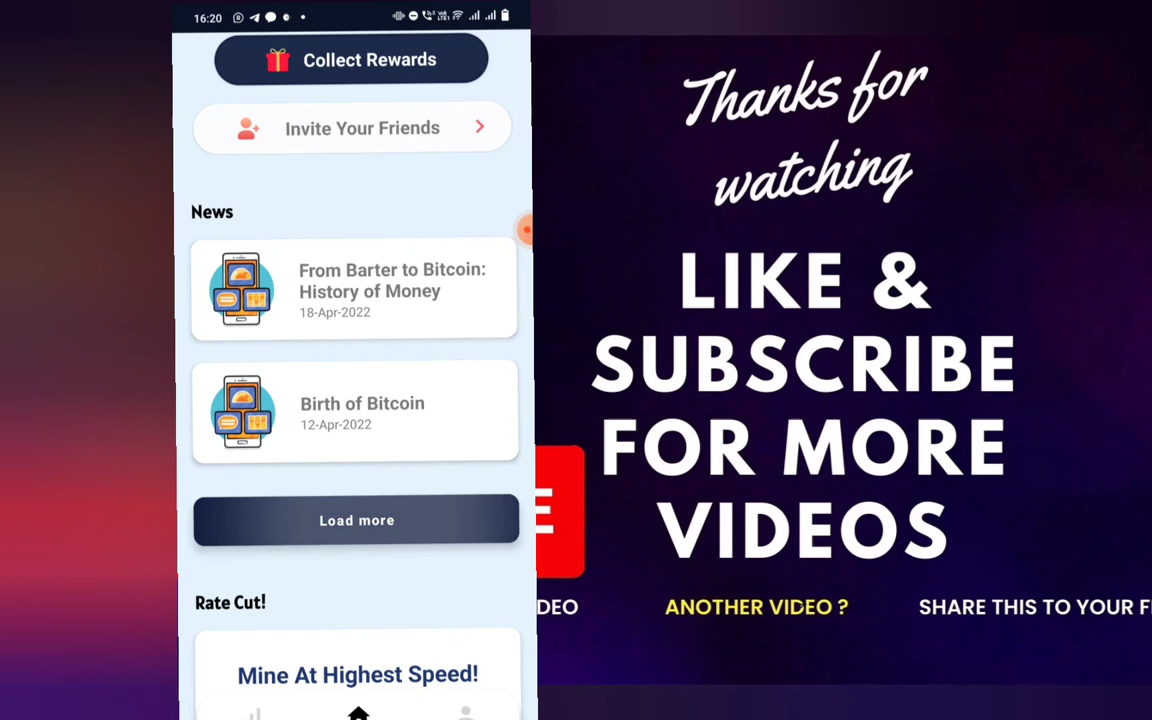 16:20
Collect Rewards
Invite Your Friends
News
From Barter to Bitcoin:
History of Money
18-Apr-2022
Birth of Bitcoin
12-Apr-2022
Load more
Rate Cut!
Mine At Highest Speed!
Thanks for
watching
LIKE &
SUBSCRIBE
FOR MORE
VIDEOS
E
DEO
ANOTHER VIDEO ?
SHARE THIS TO YOUR F